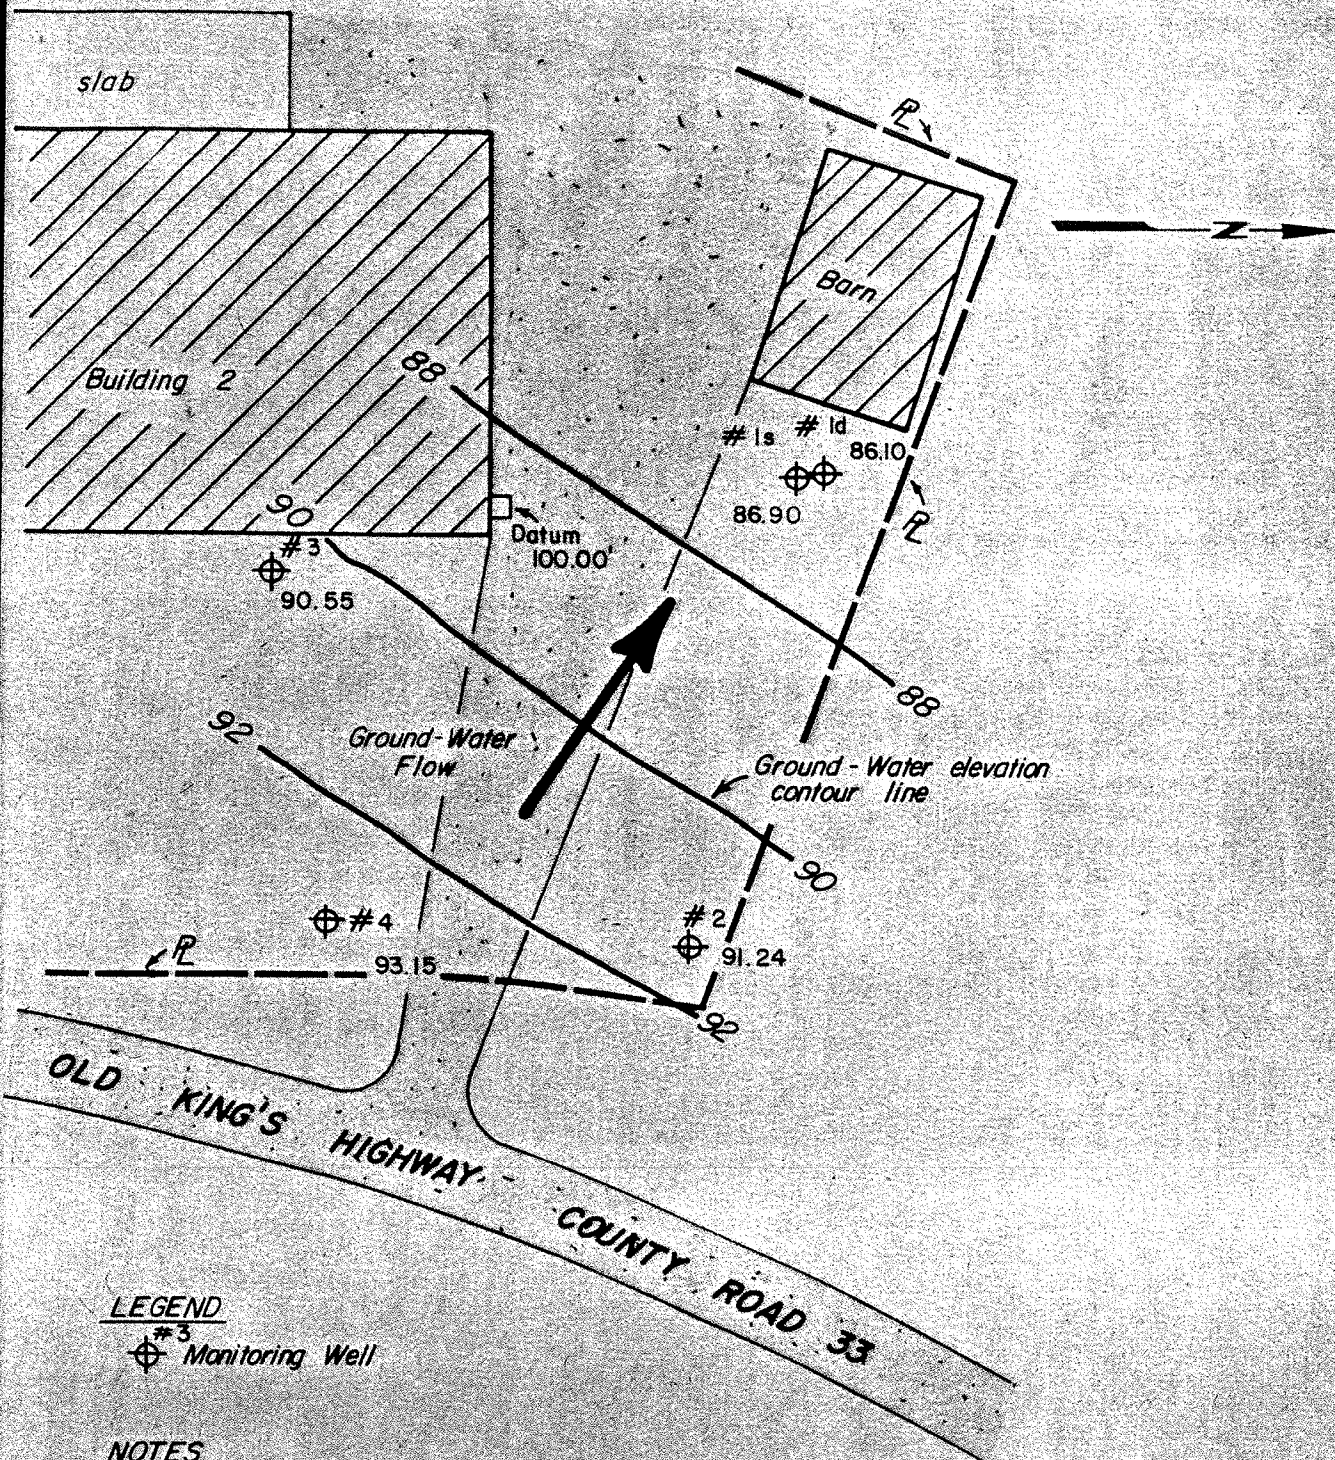 slab
PL
N
Barn
Building 2
88
# 1s
# 1d
86.10
86.90
PL
90
Datum
100.00'
#3
90.55
88
92
Ground-Water
Flow
Ground-Water elevation
contour line
90
#4
#2
PL
93.15
91.24
92
OLD KING'S HIGHWAY COUNTY ROAD 33
LEGEND
#3
Monitoring Well
NOTES